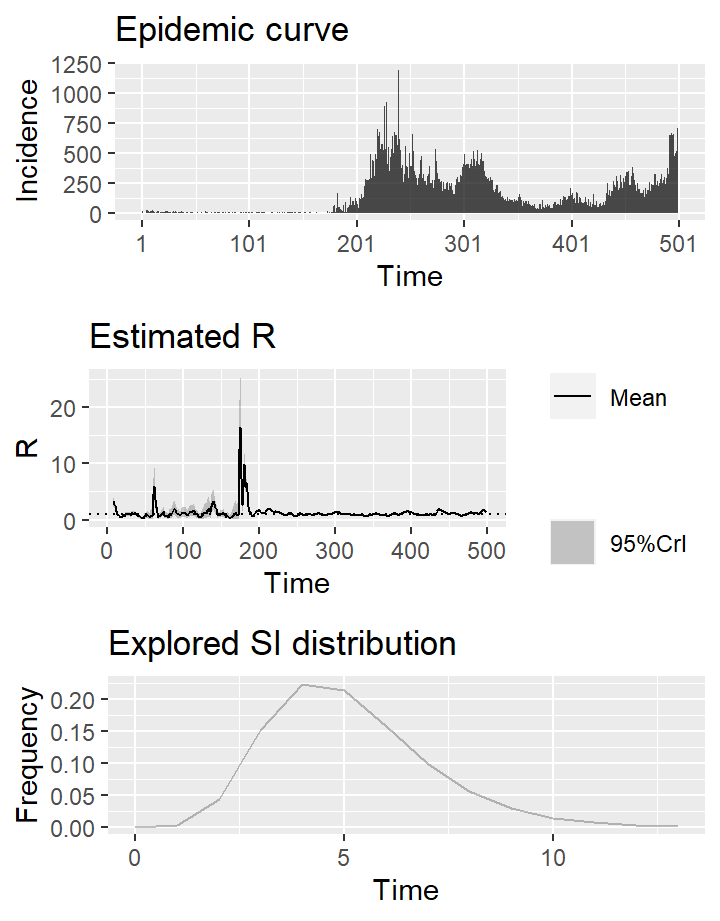 Epidemic curve
Incidence
1250
1000
750
500
250
0
1 101 201 301 401 501
Time
Estimated R
R
20
10
0
0 100 200 300 400 500
Time
Mean
95%CrI
Explored SI distribution
Frequency
0.20
0.15
0.10
0.05
0.00
0 5 10
Time